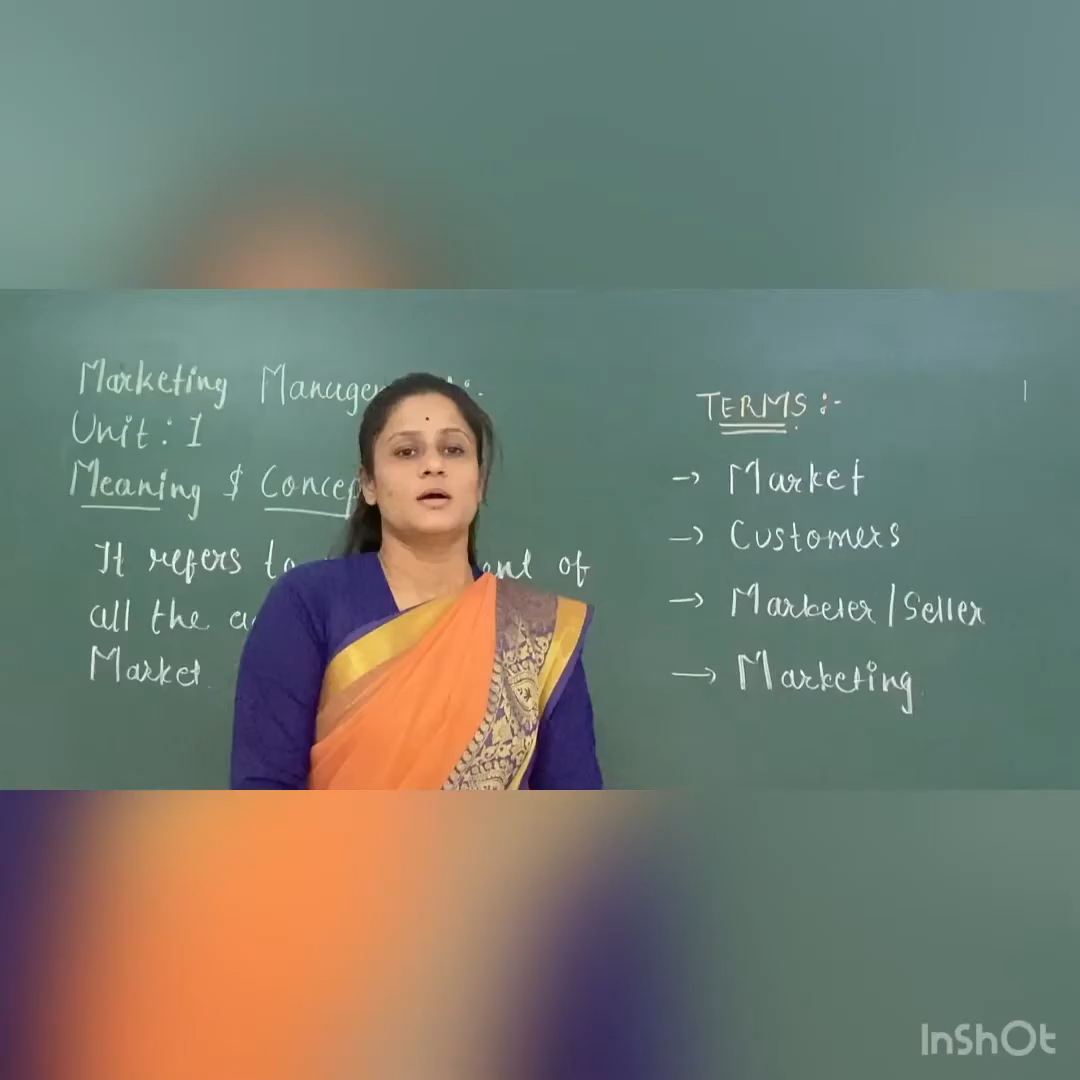 Marketing Manage
Unit : I
Meaning & Concep
It refers to ent of
all the a
Market
TERMS :-
→ Market
→ Customers
→ Marketer/Seller
→ Marketing
InShOt